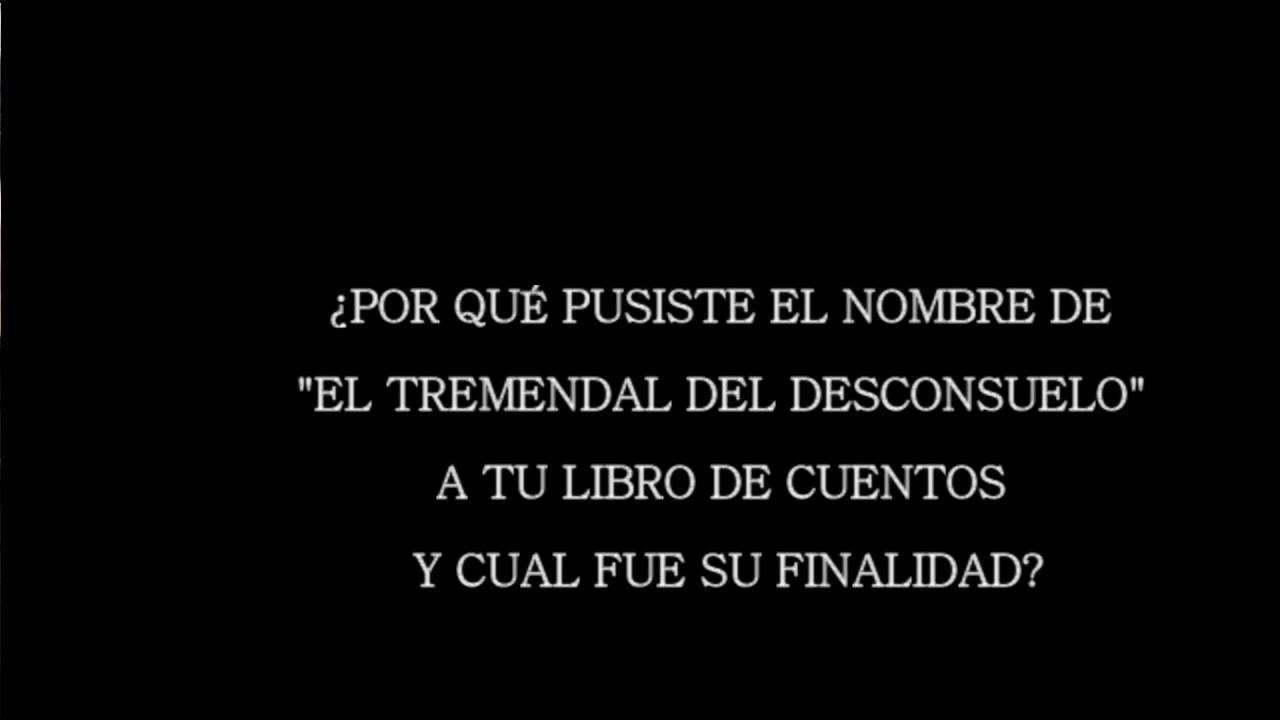 ¿POR QUÉ PUSISTE EL NOMBRE DE
"EL TREMENDAL DEL DESCONSUELO"
A TU LIBRO DE CUENTOS
Y CUAL FUE SU FINALIDAD?